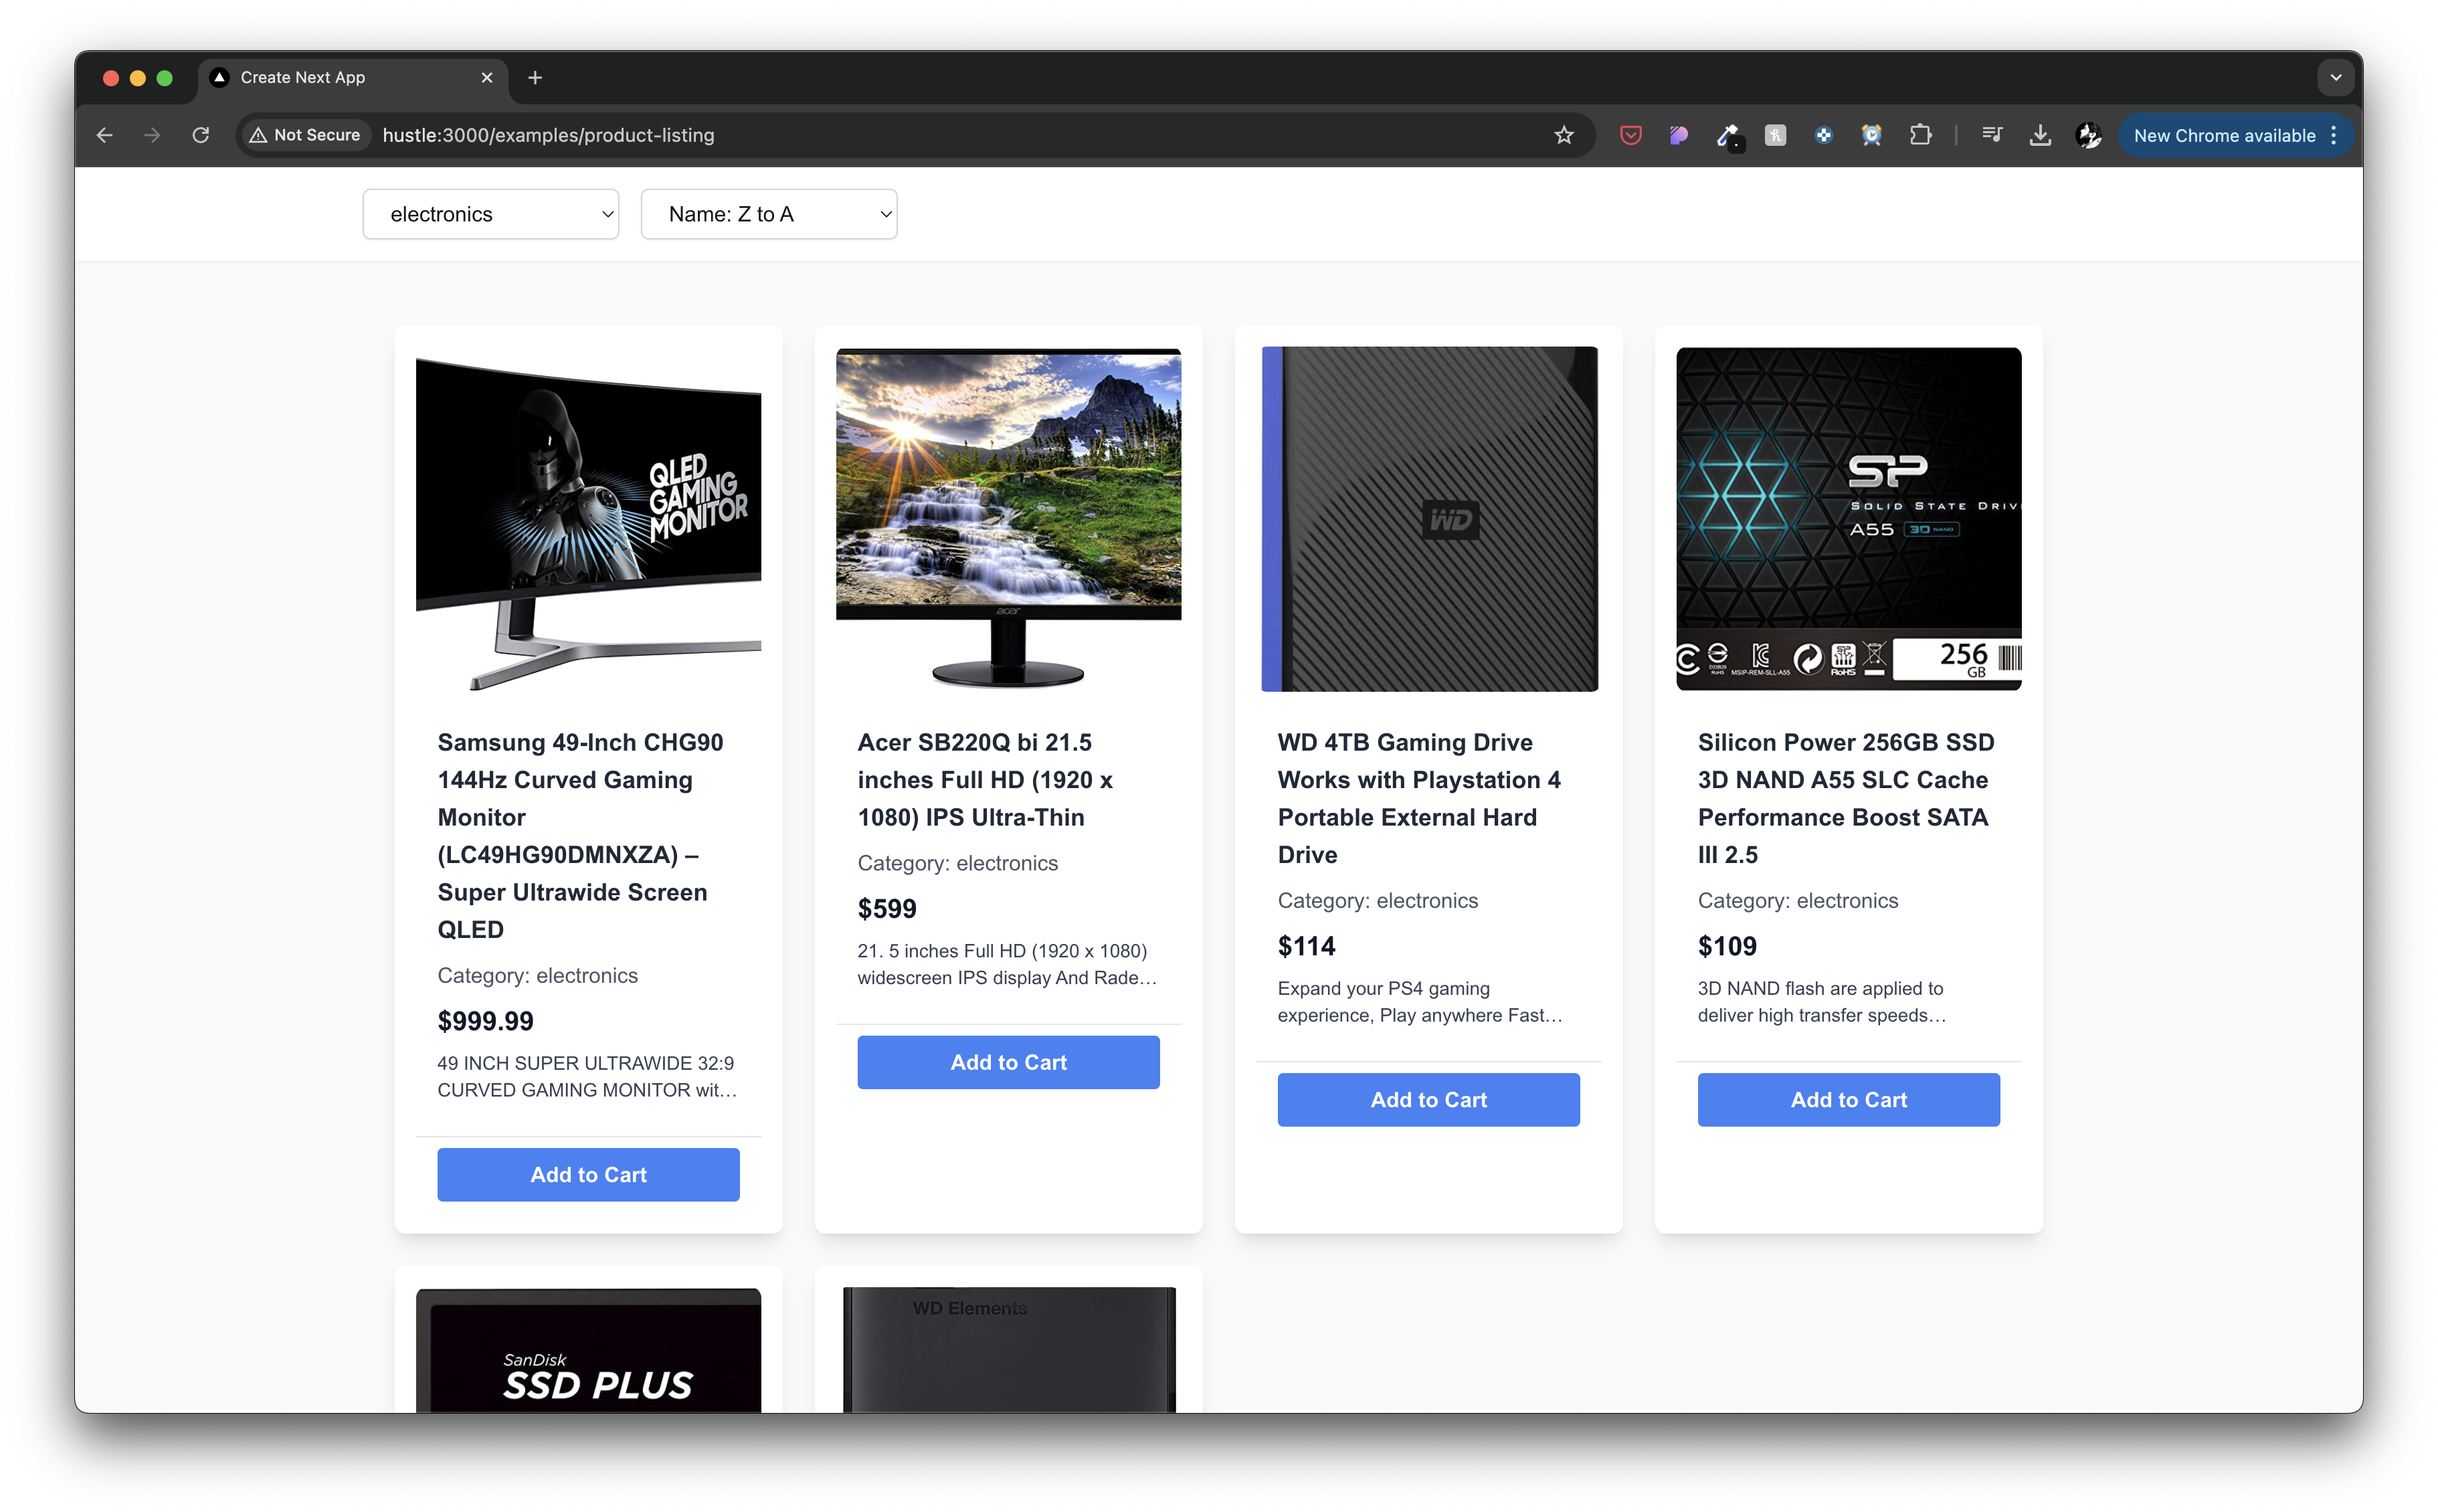 Create Next App
Not Secure
hustle:3000/examples/product-listing
New Chrome available
electronics
Name: Z to A
QLED
GAMING
MONITOR
Samsung 49-Inch CHG90
144Hz Curved Gaming
Monitor
(LC49HG90DMNXZA) –
Super Ultrawide Screen
QLED
Category: electronics
$999.99
49 INCH SUPER ULTRAWIDE 32:9
CURVED GAMING MONITOR wit…
Add to Cart
acer
Acer SB220Q bi 21.5
inches Full HD (1920 x
1080) IPS Ultra-Thin
Category: electronics
$599
21. 5 inches Full HD (1920 x 1080)
widescreen IPS display And Rade…
Add to Cart
WD
WD 4TB Gaming Drive
Works with Playstation 4
Portable External Hard
Drive
Category: electronics
$114
Expand your PS4 gaming
experience, Play anywhere Fast…
Add to Cart
SP
SOLID STATE DRIV
A55 3D NAND
MSIP-REM-SLL-A55
RoHS
256
GB
Silicon Power 256GB SSD
3D NAND A55 SLC Cache
Performance Boost SATA
III 2.5
Category: electronics
$109
3D NAND flash are applied to
deliver high transfer speeds…
Add to Cart
SanDisk
SSD PLUS
WD Elements